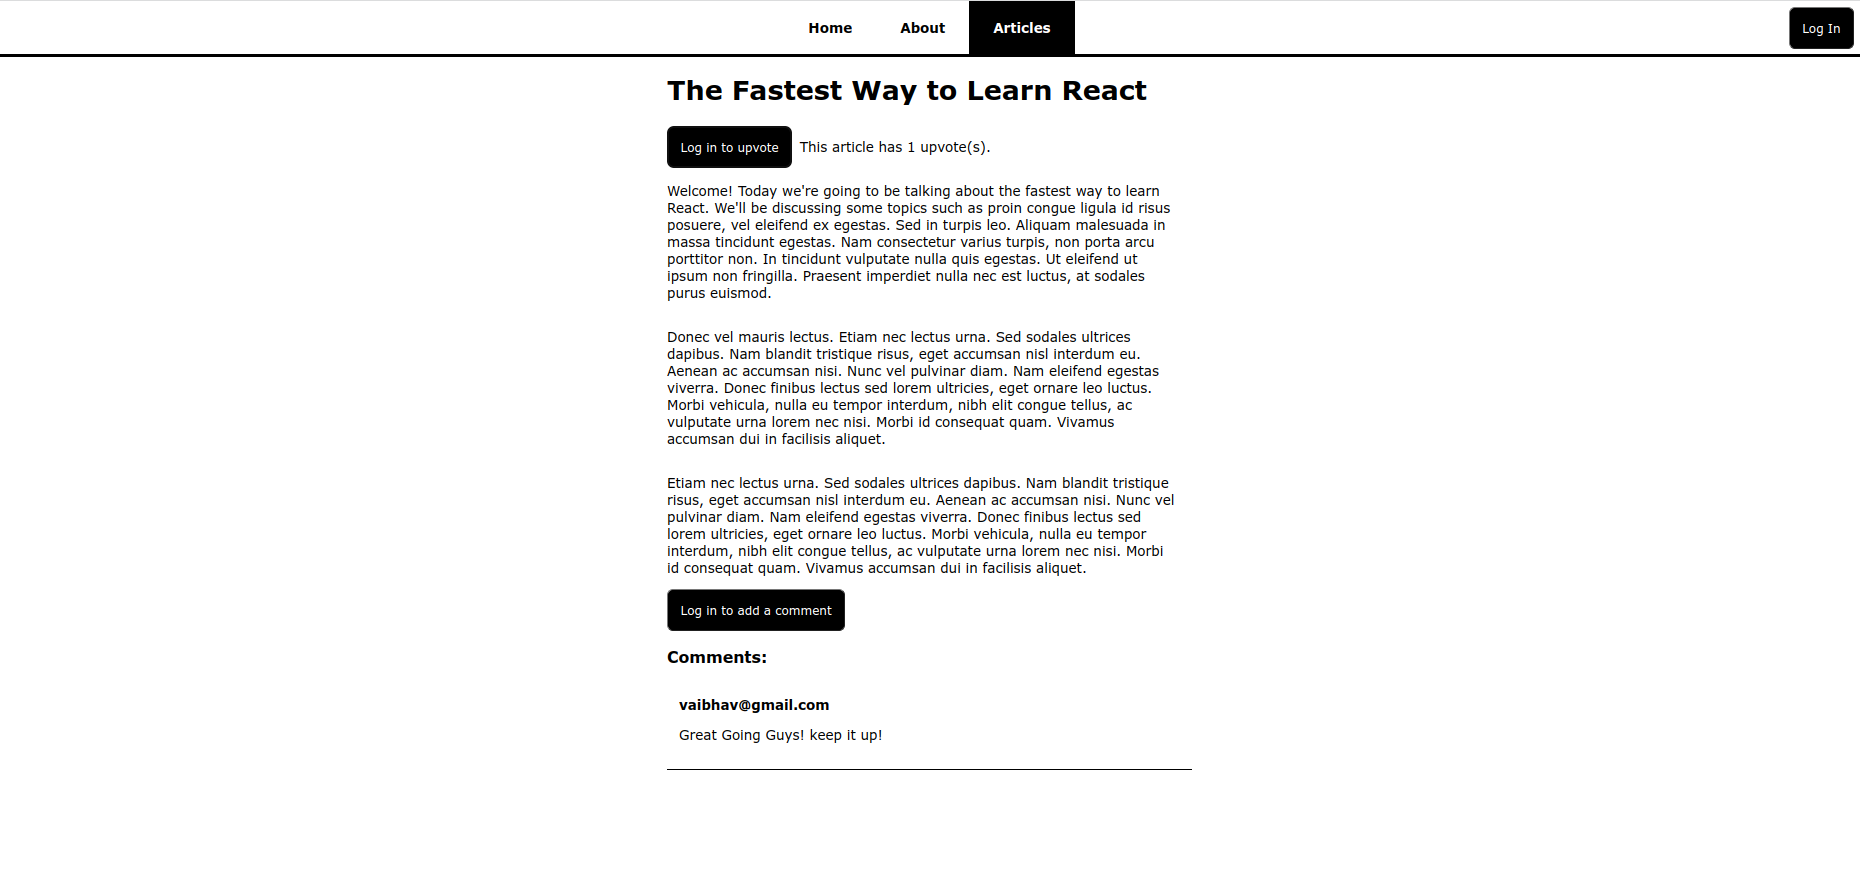 Home About Articles Log In
The Fastest Way to Learn React
Log in to upvote This article has 1 upvote(s).
Welcome! Today we're going to be talking about the fastest way to learn
React. We'll be discussing some topics such as proin congue ligula id risus
posuere, vel eleifend ex egestas. Sed in turpis leo. Aliquam malesuada in
massa tincidunt egestas. Nam consectetur varius turpis, non porta arcu
porttitor non. In tincidunt vulputate nulla quis egestas. Ut eleifend ut
ipsum non fringilla. Praesent imperdiet nulla nec est luctus, at sodales
purus euismod.
Donec vel mauris lectus. Etiam nec lectus urna. Sed sodales ultrices
dapibus. Nam blandit tristique risus, eget accumsan nisl interdum eu.
Aenean ac accumsan nisi. Nunc vel pulvinar diam. Nam eleifend egestas
viverra. Donec finibus lectus sed lorem ultricies, eget ornare leo luctus.
Morbi vehicula, nulla eu tempor interdum, nibh elit congue tellus, ac
vulputate urna lorem nec nisi. Morbi id consequat quam. Vivamus
accumsan dui in facilisis aliquet.
Etiam nec lectus urna. Sed sodales ultrices dapibus. Nam blandit tristique
risus, eget accumsan nisl interdum eu. Aenean ac accumsan nisi. Nunc vel
pulvinar diam. Nam eleifend egestas viverra. Donec finibus lectus sed
lorem ultricies, eget ornare leo luctus. Morbi vehicula, nulla eu tempor
interdum, nibh elit congue tellus, ac vulputate urna lorem nec nisi. Morbi
id consequat quam. Vivamus accumsan dui in facilisis aliquet.
Log in to add a comment
Comments:
vaibhav@gmail.com
Great Going Guys! keep it up!